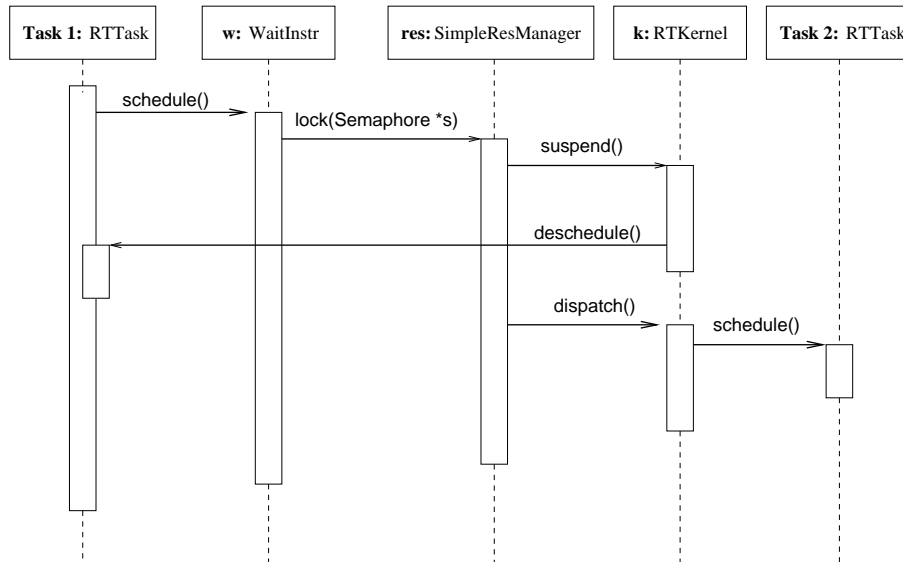 Task 1: RTTask
w: WaitInstr
res: SimpleResManager
k: RTKernel
Task 2: RTTask
schedule()
lock(Semaphore *s)
suspend()
deschedule()
dispatch()
schedule()